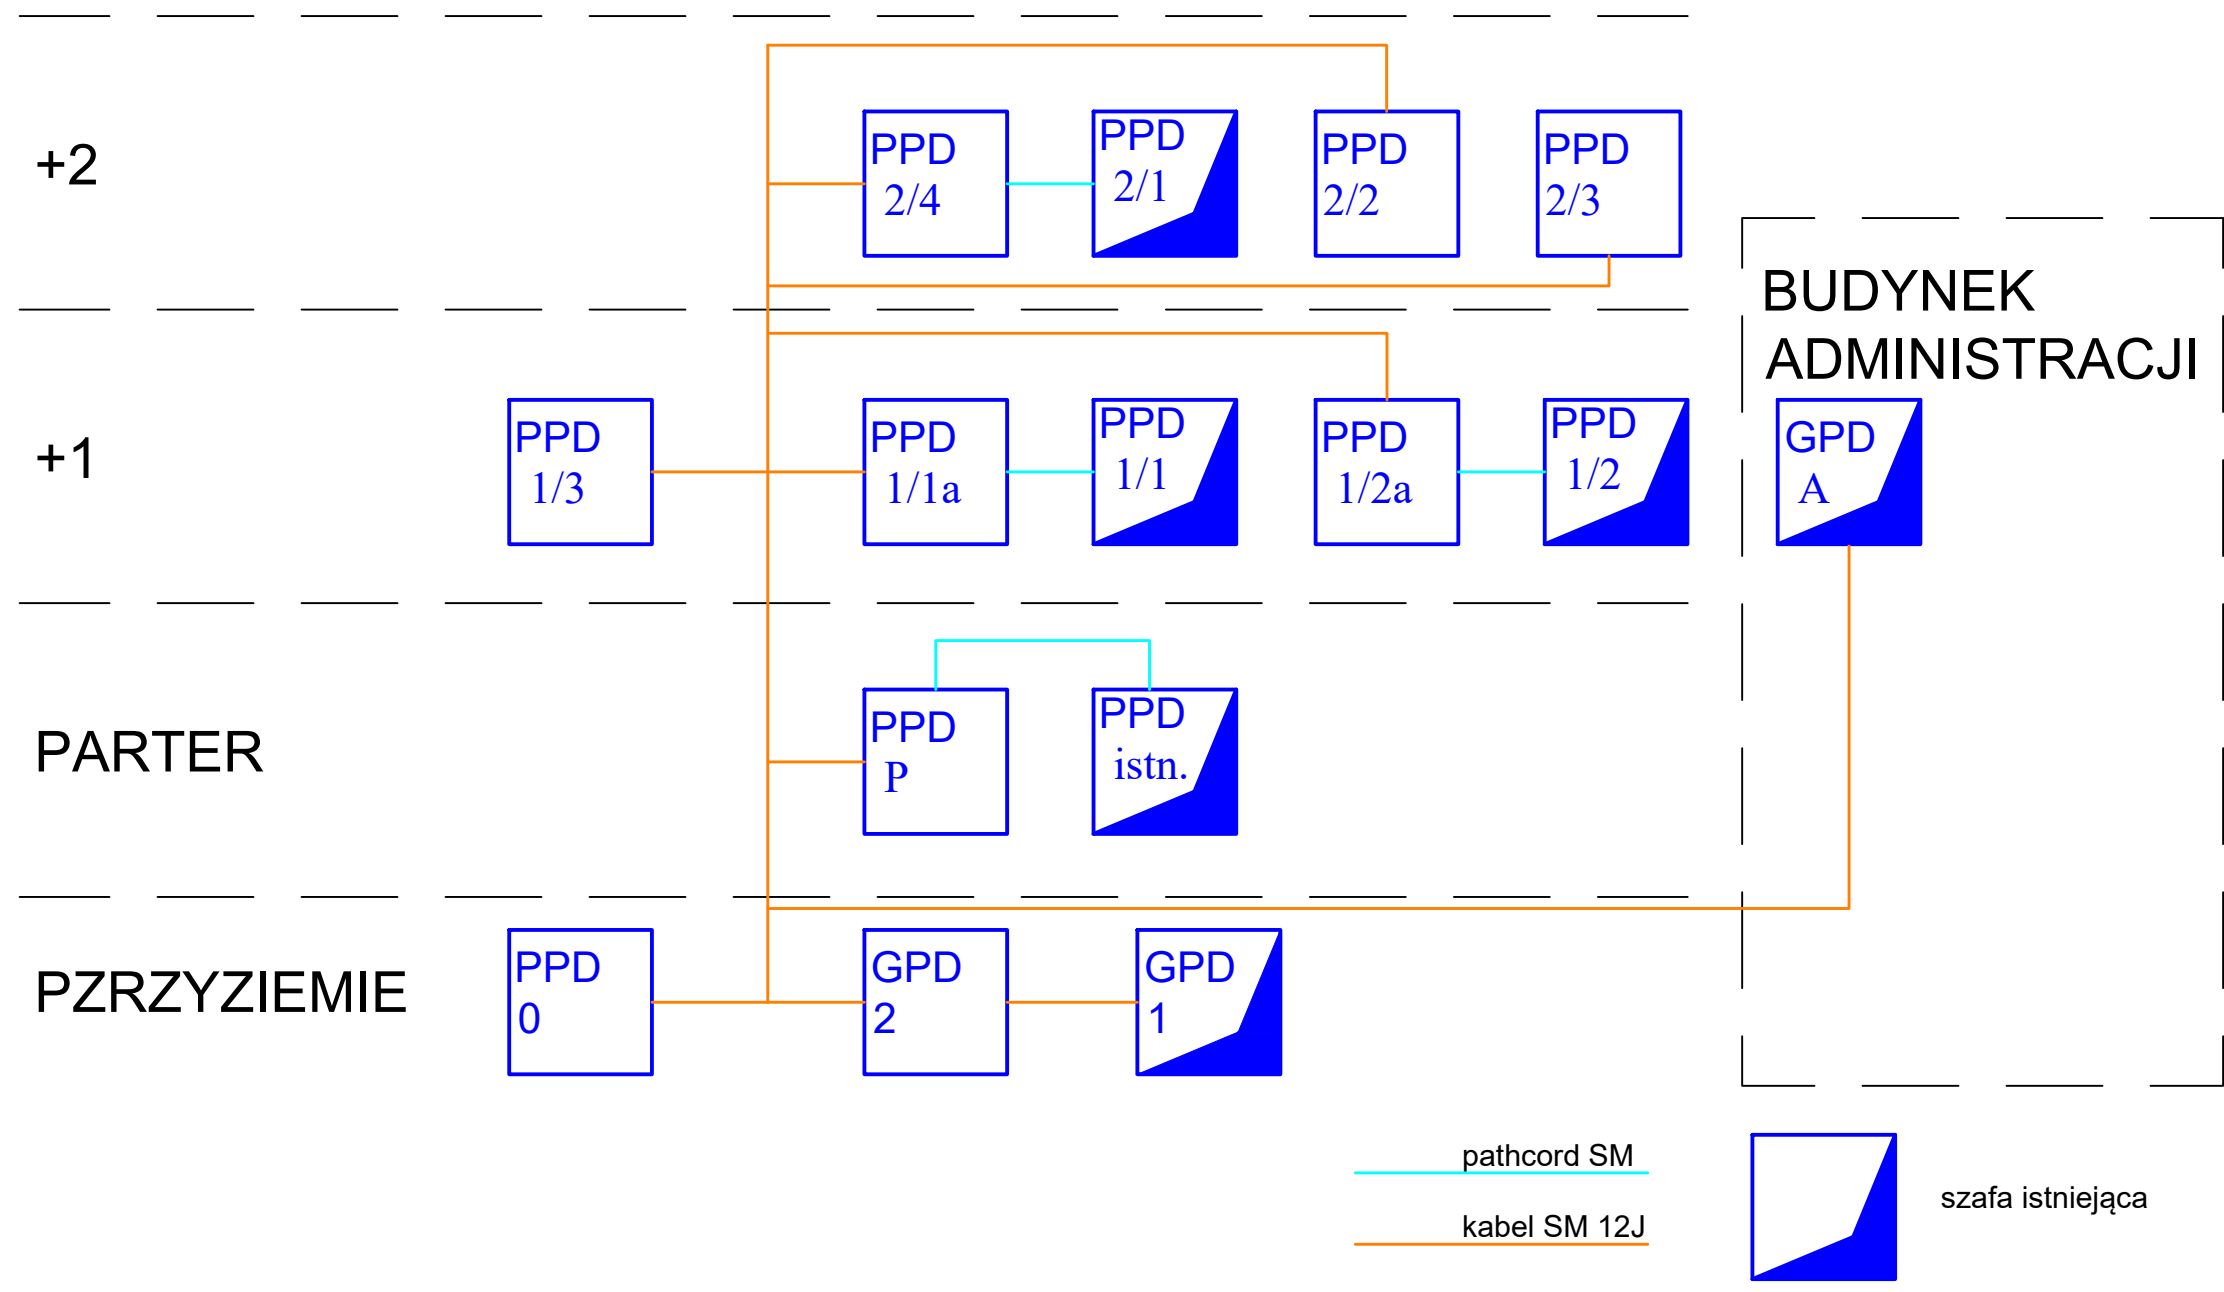 +2
PPD
2/4
PPD
2/1
PPD
2/2
PPD
2/3
BUDYNEK
ADMINISTRACJI
+1
PPD
1/3
PPD
1/1a
PPD
1/1
PPD
1/2a
PPD
1/2
GPD
A
PARTER
PPD
P
PPD
istn.
PZRZYZIEMIE
PPD
0
GPD
2
GPD
1
pathcord SM
kabel SM 12J
szafa istniejąca